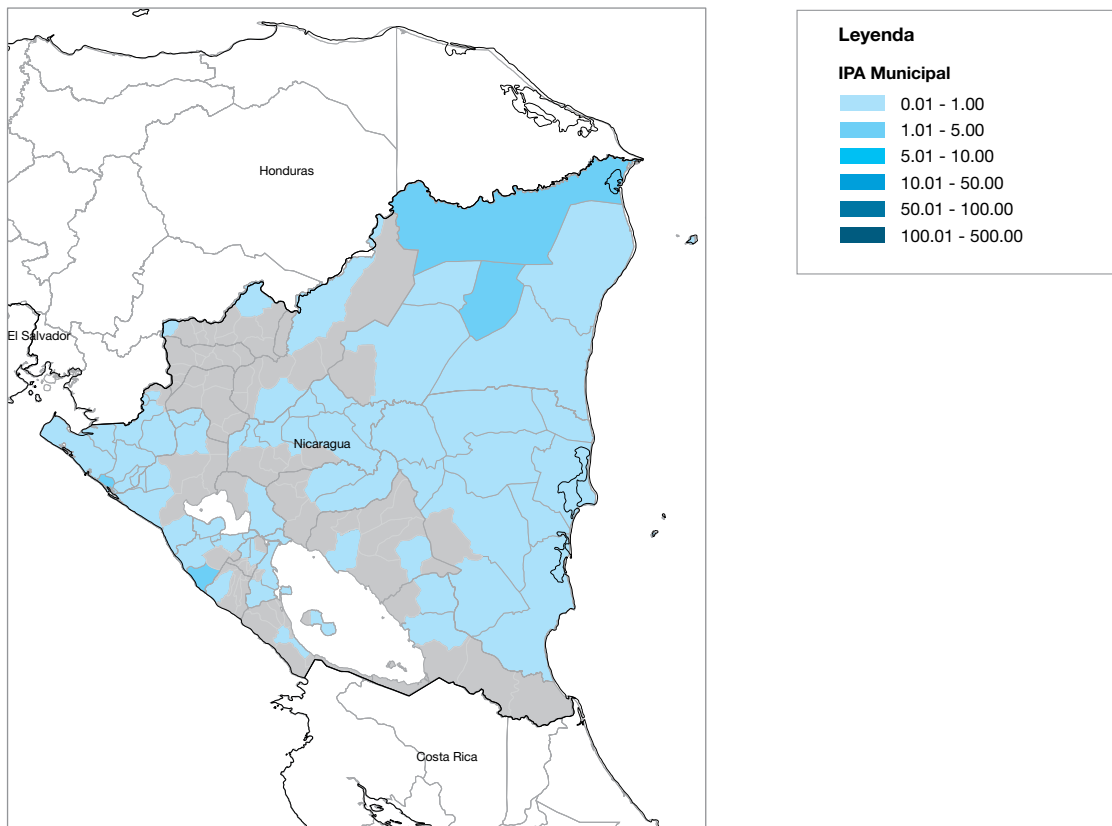 Honduras
El Salvador
Nicaragua
Costa Rica
Leyenda
IPA Municipal
0.01 - 1.00
1.01 - 5.00
5.01 - 10.00
10.01 - 50.00
50.01 - 100.00
100.01 - 500.00